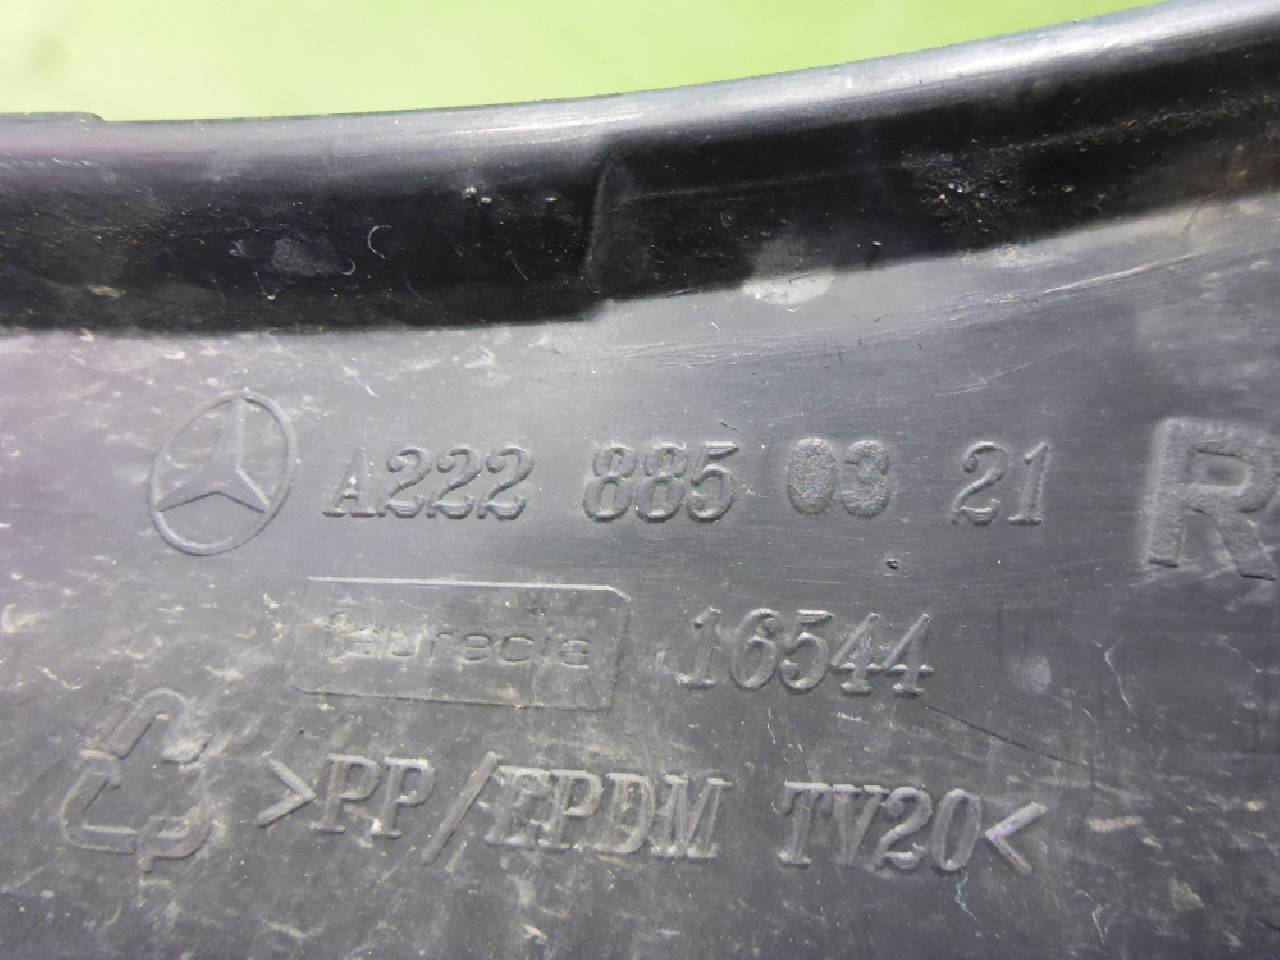 A222 885 03 21 R
faurecia 16544
>PP/EPDM TV20<